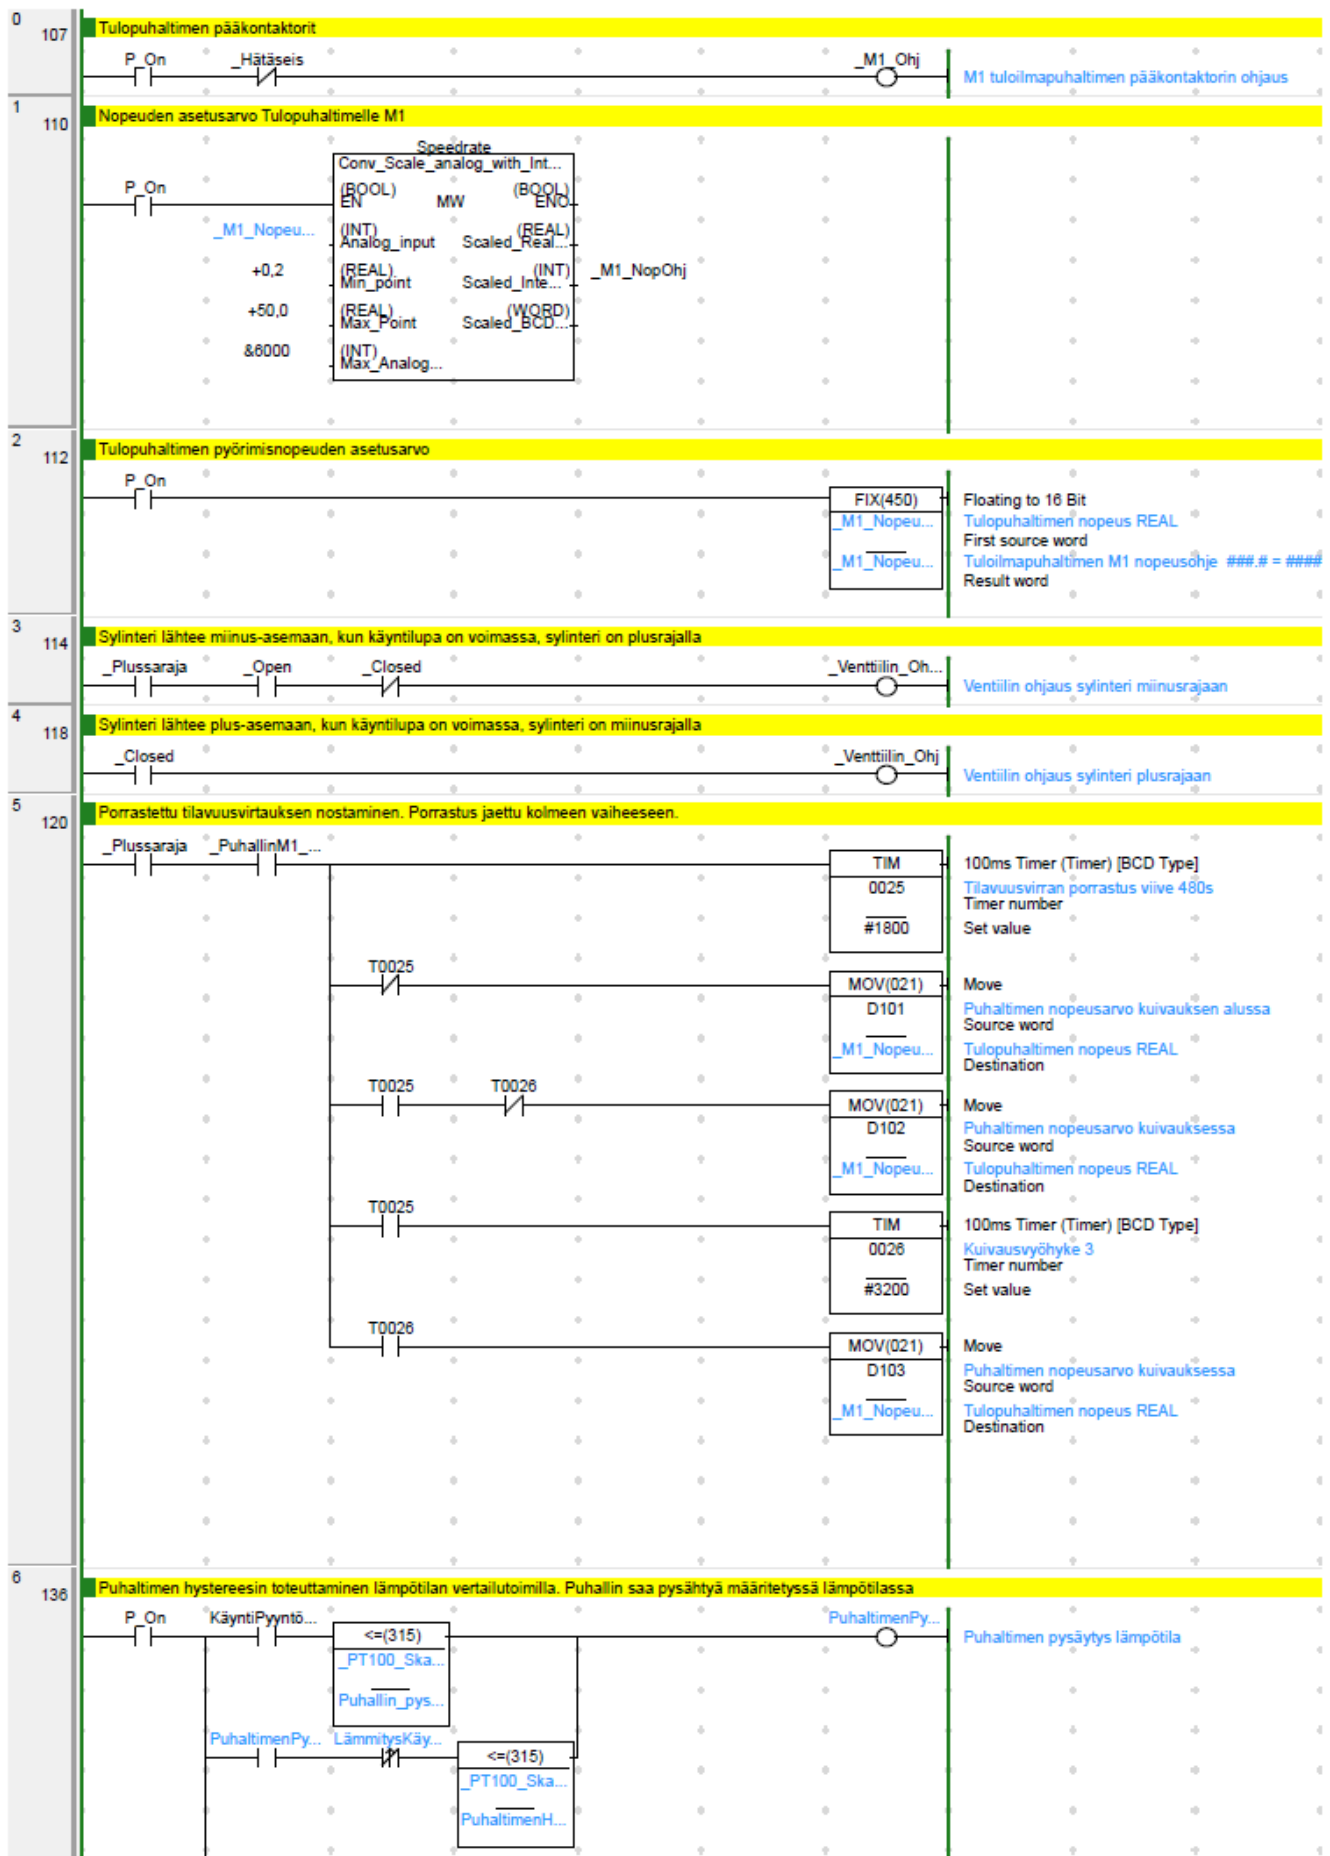 0
107
Tulopuhaltimen pääkontaktorit
P_On
_Hätäseis
_M1_Ohj
M1 tuloilmapuhaltimen pääkontaktorin ohjaus
1
110
Nopeuden asetusarvo Tulopuhaltimelle M1
Speedrate
Conv_Scale_analog_with_Int...
P_On
(BOOL)
EN
MW
(BOOL)
ENO
_M1_Nopeu...
(INT)
Analog_input
(REAL)
Scaled_Real...
+0,2
(REAL)
Min_point
(INT)
Scaled_Inte...
_M1_NopOhj
+50,0
(REAL)
Max_Point
(WORD)
Scaled_BCD...
&6000
(INT)
Max_Analog...
2
112
Tulopuhaltimen pyörimisnopeuden asetusarvo
P_On
FIX(450)
Floating to 16 Bit
_M1_Nopeu...
Tulopuhaltimen nopeus REAL
First source word
_M1_Nopeu...
Tuloilmapuhaltimen M1 nopeusohje ###.# = ####
Result word
3
114
Sylinteri lähtee miinus-asemaan, kun käyntilupa on voimassa, sylinteri on plusrajalla
_Plussaraja
_Open
_Closed
_Venttiilin_Oh...
Ventiilin ohjaus sylinteri miinusrajaan
4
118
Sylinteri lähtee plus-asemaan, kun käyntilupa on voimassa, sylinteri on miinusrajalla
_Closed
_Venttiilin_Ohj
Ventiilin ohjaus sylinteri plusrajaan
5
120
Porrastettu tilavuusvirtauksen nostaminen. Porrastus jaettu kolmeen vaiheeseen.
_Plussaraja
_PuhallinM1_...
TIM
100ms Timer (Timer) [BCD Type]
0025
Tilavuusvirran porrastus viive 480s
Timer number
#1800
Set value
T0025
MOV(021)
Move
D101
Puhaltimen nopeusarvo kuivauksen alussa
Source word
_M1_Nopeu...
Tulopuhaltimen nopeus REAL
Destination
T0025
T0026
MOV(021)
Move
D102
Puhaltimen nopeusarvo kuivauksessa
Source word
_M1_Nopeu...
Tulopuhaltimen nopeus REAL
Destination
T0025
TIM
100ms Timer (Timer) [BCD Type]
0026
Kuivausvyöhyke 3
Timer number
#3200
Set value
T0026
MOV(021)
Move
D103
Puhaltimen nopeusarvo kuivauksessa
Source word
_M1_Nopeu...
Tulopuhaltimen nopeus REAL
Destination
6
136
Puhaltimen hystereesin toteuttaminen lämpötilan vertailutoimilla. Puhallin saa pysähtyä määritetyssä lämpötilassa
P_On
KäyntiPyyntö...
<=(315)
PuhaltimenPy...
Puhaltimen pysäytys lämpötila
_PT100_Ska...
Puhallin_pys...
PuhaltimenPy...
LämmitysKäy...
<=(315)
_PT100_Ska...
PuhaltimenH...